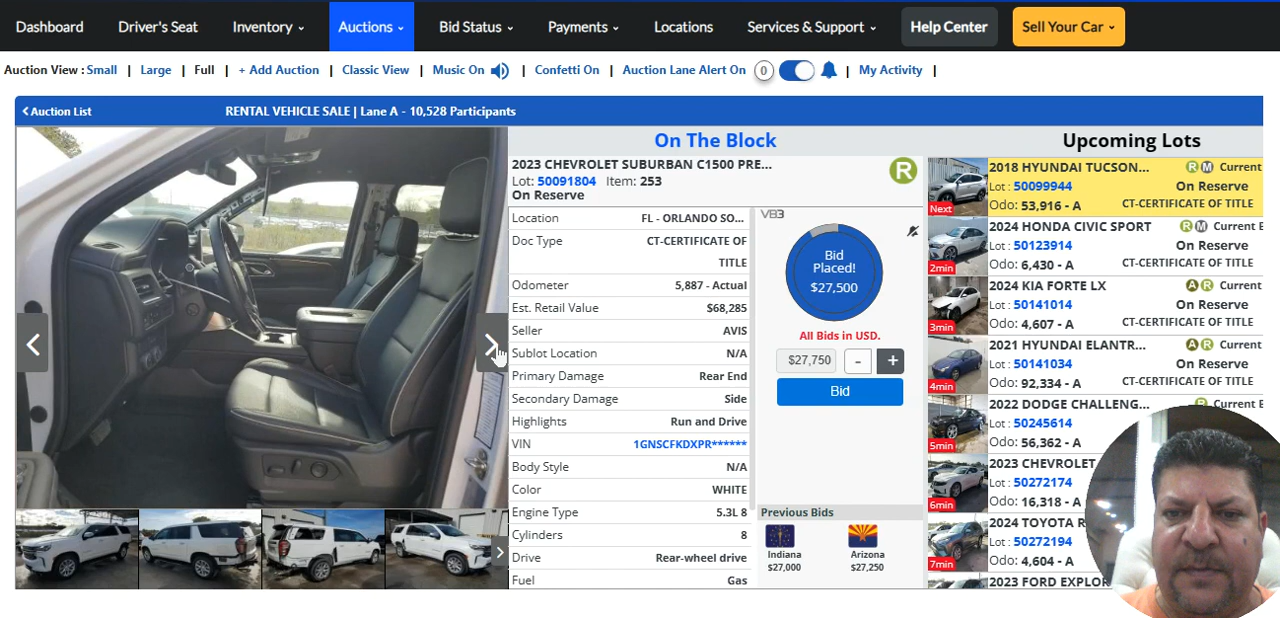 Dashboard Driver's Seat Inventory Auctions Bid Status Payments Locations Services & Support Help Center Sell Your Car
Auction View : Small | Large | Full | + Add Auction | Classic View | Music On | Confetti On | Auction Lane Alert On 0 | My Activity |
Auction List RENTAL VEHICLE SALE | Lane A - 10,528 Participants
On The Block
2023 CHEVROLET SUBURBAN C1500 PRE...
Lot: 50091804 Item: 253
On Reserve
R
Location FL - ORLANDO SO...
Doc Type CT-CERTIFICATE OF
TITLE
Odometer 5,887 - Actual
Est. Retail Value $68,285
Seller AVIS
Sublot Location N/A
Primary Damage Rear End
Secondary Damage Side
Highlights Run and Drive
VIN 1GNSCFKDXPR******
Body Style N/A
Color WHITE
Engine Type 5.3L 8
Cylinders 8
Drive Rear-wheel drive
Fuel Gas
VB3
Bid
Placed!
$27,500
All Bids in USD.
$27,750 - +
Bid
Previous Bids
Indiana
$27,000
Arizona
$27,250
Upcoming Lots
2018 HYUNDAI TUCSON... R M Current
Lot : 50099944 On Reserve
Next Odo: 53,916 - A CT-CERTIFICATE OF TITLE
2024 HONDA CIVIC SPORT R M Current E
Lot : 50123914 On Reserve
2min Odo: 6,430 - A CT-CERTIFICATE OF TITLE
2024 KIA FORTE LX A R Current
Lot : 50141014 On Reserve
3min Odo: 4,607 - A CT-CERTIFICATE OF TITLE
2021 HYUNDAI ELANTR... A R Current
Lot : 50141034 On Reserve
4min Odo: 92,334 - A CT-CERTIFICATE OF TITLE
2022 DODGE CHALLENG... R Current E
Lot : 50245614
5min Odo: 56,362 - A
2023 CHEVROLET
Lot : 50272174
6min Odo: 16,318 - A
2024 TOYOTA R
Lot : 50272194
7min Odo: 4,604 - A
2023 FORD EXPLOR